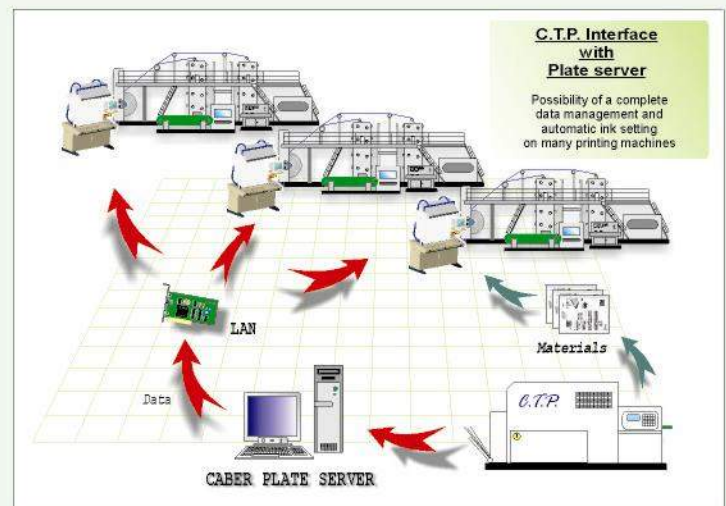 C.T.P. Interface
with
Plate server
Possibility of a complete
data management and
automatic ink setting
on many printing machines
LAN
Materials
Data
C.T.P.
CABER PLATE SERVER